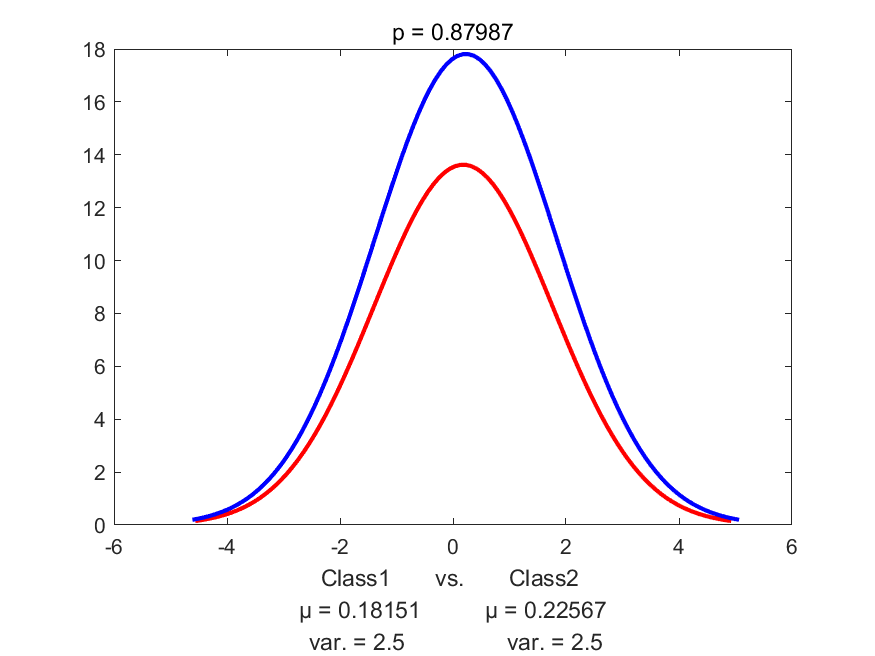 p = 0.87987
18
16
14
12
10
8
6
4
2
0
-6 -4 -2 0 2 4 6
Class1 vs. Class2
μ = 0.18151 μ = 0.22567
var. = 2.5 var. = 2.5